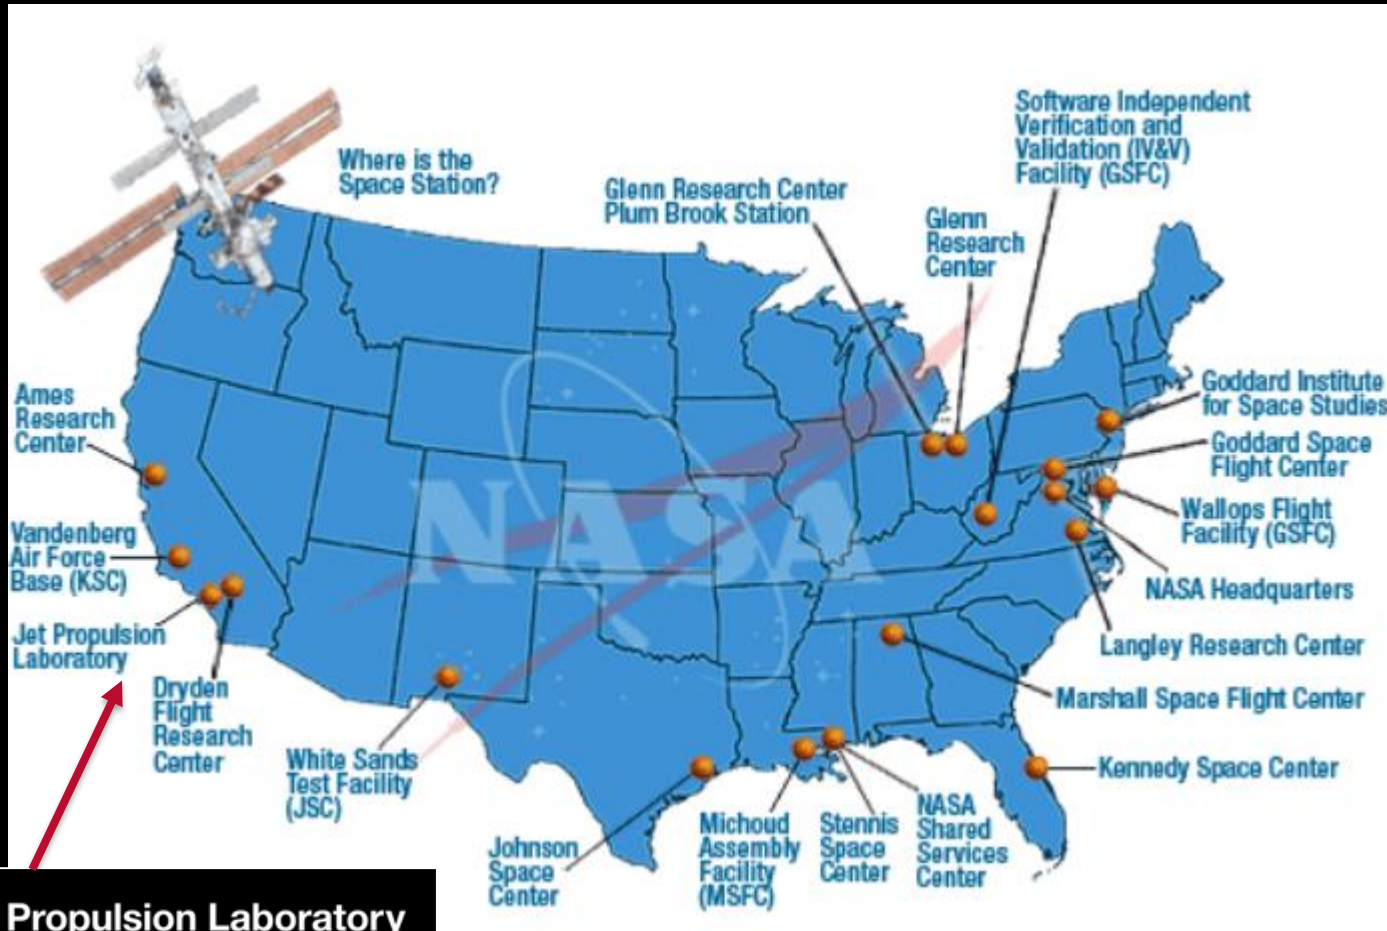 Where is the
Space Station?
Software Independent
Verification and
Validation (IV&V)
Facility (GSFC)
Glenn Research Center
Plum Brook Station
Glenn
Research
Center
Ames
Research
Center
Goddard Institute
for Space Studies
Goddard Space
Flight Center
NASA
Wallops Flight
Facility (GSFC)
Vandenberg
Air Force
Base (KSC)
NASA Headquarters
Jet Propulsion
Laboratory
Langley Research Center
Dryden
Flight
Research
Center
Marshall Space Flight Center
White Sands
Test Facility
(JSC)
Kennedy Space Center
Johnson
Space
Center
Michoud
Assembly
Facility
(MSFC)
Stennis
Space
Center
NASA
Shared
Services
Center
Propulsion Laboratory